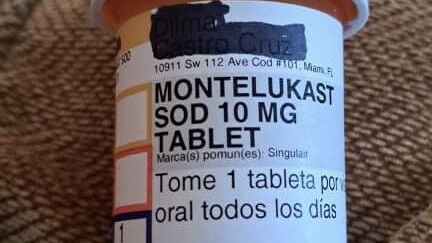 10911 Sw 112 Ave Cod #101, Miami, FL
MONTELUKAST
SOD 10 MG
TABLET
Marca(s) pomun(es): Singulair
Tome 1 tableta por
oral todos los días
1